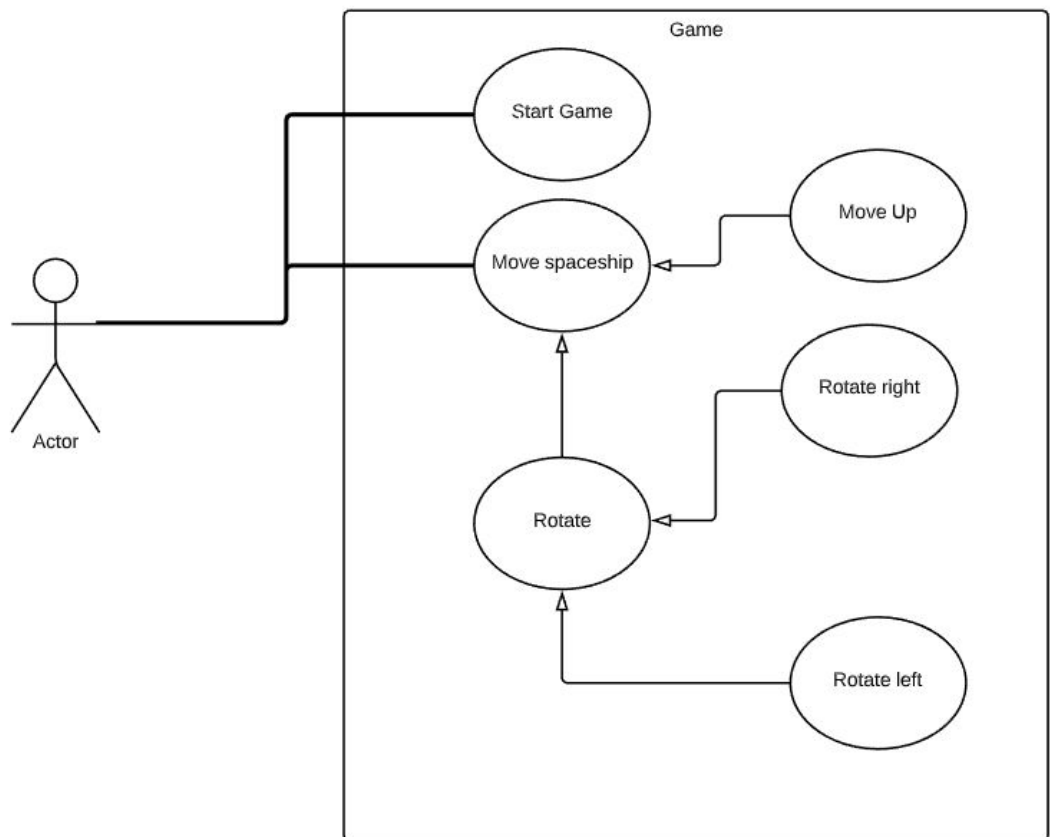 Game
Start Game
Move Up
Move spaceship
Rotate right
Actor
Rotate
Rotate left